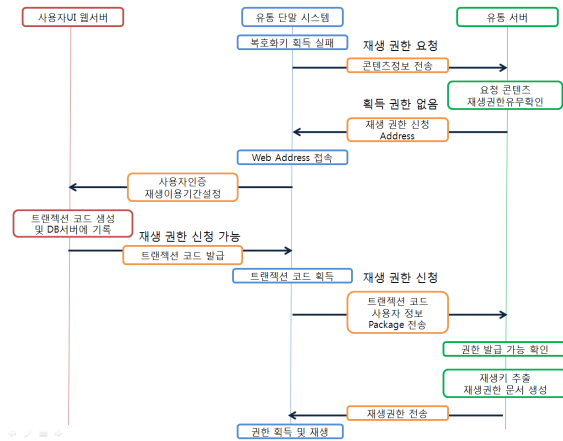 사용자UI 웹서버
유통 단말 시스템
유통 서버
복호화키 획득 실패
재생 권한 요청
콘텐즈정보 전송
요청 콘텐즈
재생권한유무확인
획득 권한 없음
재생 권한 신청
Address
Web Address 접속
사용자인증
재생이용기간설정
트랜젝션 코드 생성
및 DB서버에 기록
재생 권한 신청 가능
트랜젝션 코드 발급
트랜젝션 코드 획득
재생 권한 신청
트랜젝션 코드
사용자 정보
Package 전송
권한 발급 가능 확인
재생키 추출
재생권한 문서 생성
재생권한 전송
권한 획득 및 재생